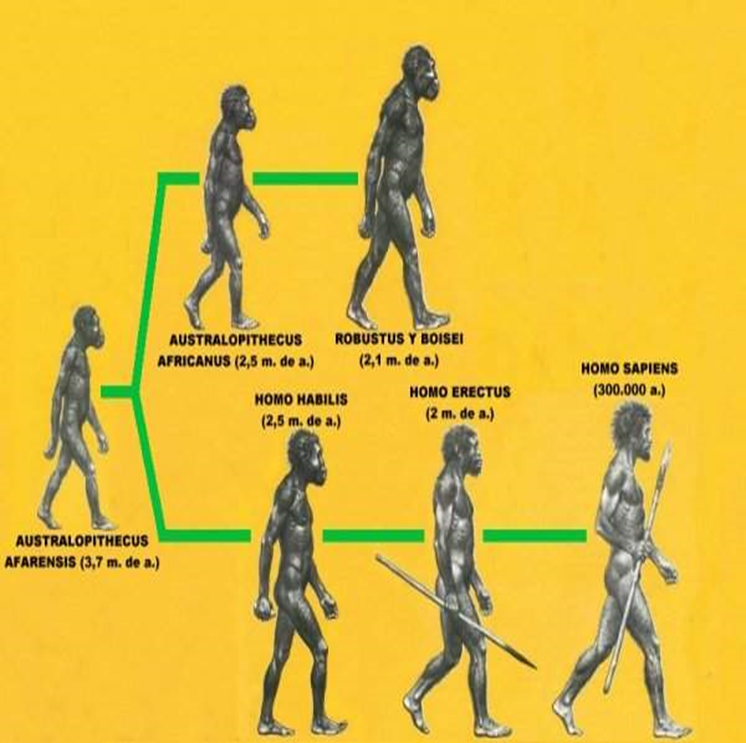 AUSTRALOPITHECUS
AFRICANUS (2,5 m. de a.)
ROBUSTUS Y BOISEI
(2,1 m. de a.)
HOMO HABILIS
(2,5 m. de a.)
HOMO ERECTUS
(2 m. de a.)
HOMO SAPIENS
(300.000 a.)
AUSTRALOPITHECUS
AFARENSIS (3,7 m. de a.)